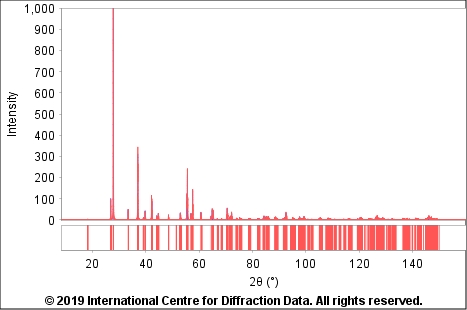 1,000
900
800
700
600
500
400
300
200
100
0
Intensity
20 40 60 80 100 120 140
2θ (°)
© 2019 International Centre for Diffraction Data. All rights reserved.